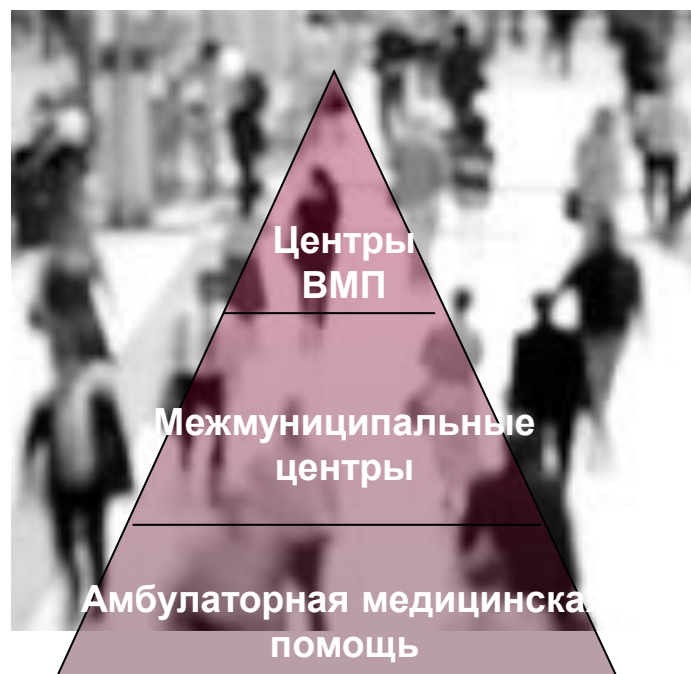 Центры
ВМП
Межмуниципальные
центры
Амбулаторная медицинская
помощь